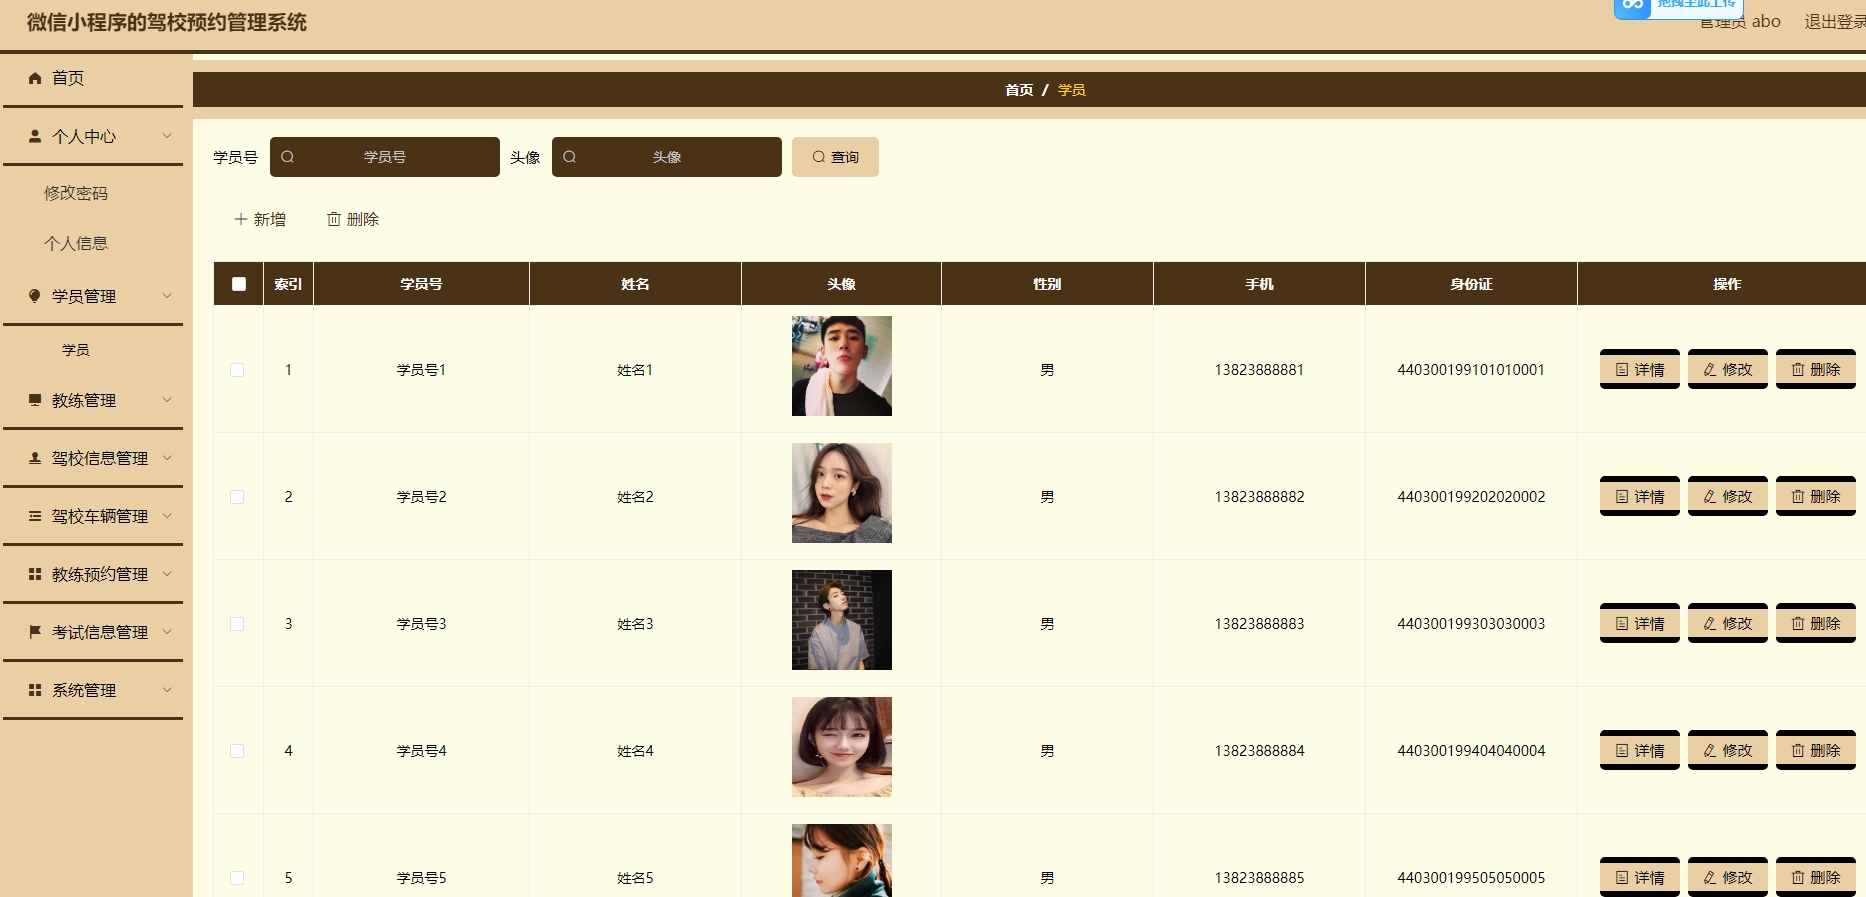 微信小程序的驾校预约管理系统
拖拽至此上传
管理员 abo 退出登录
首页
个人中心
修改密码
个人信息
学员管理
学员
教练管理
驾校信息管理
驾校车辆管理
教练预约管理
考试信息管理
系统管理
首页 / 学员
学员号 学员号 头像 头像 查询
新增 删除
索引 学员号 姓名 头像 性别 手机 身份证 操作
1 学员号1 姓名1 男 13823888881 440300199101010001 详情 修改 删除
2 学员号2 姓名2 男 13823888882 440300199202020002 详情 修改 删除
3 学员号3 姓名3 男 13823888883 440300199303030003 详情 修改 删除
4 学员号4 姓名4 男 13823888884 440300199404040004 详情 修改 删除
5 学员号5 姓名5 男 13823888885 440300199505050005 详情 修改 删除